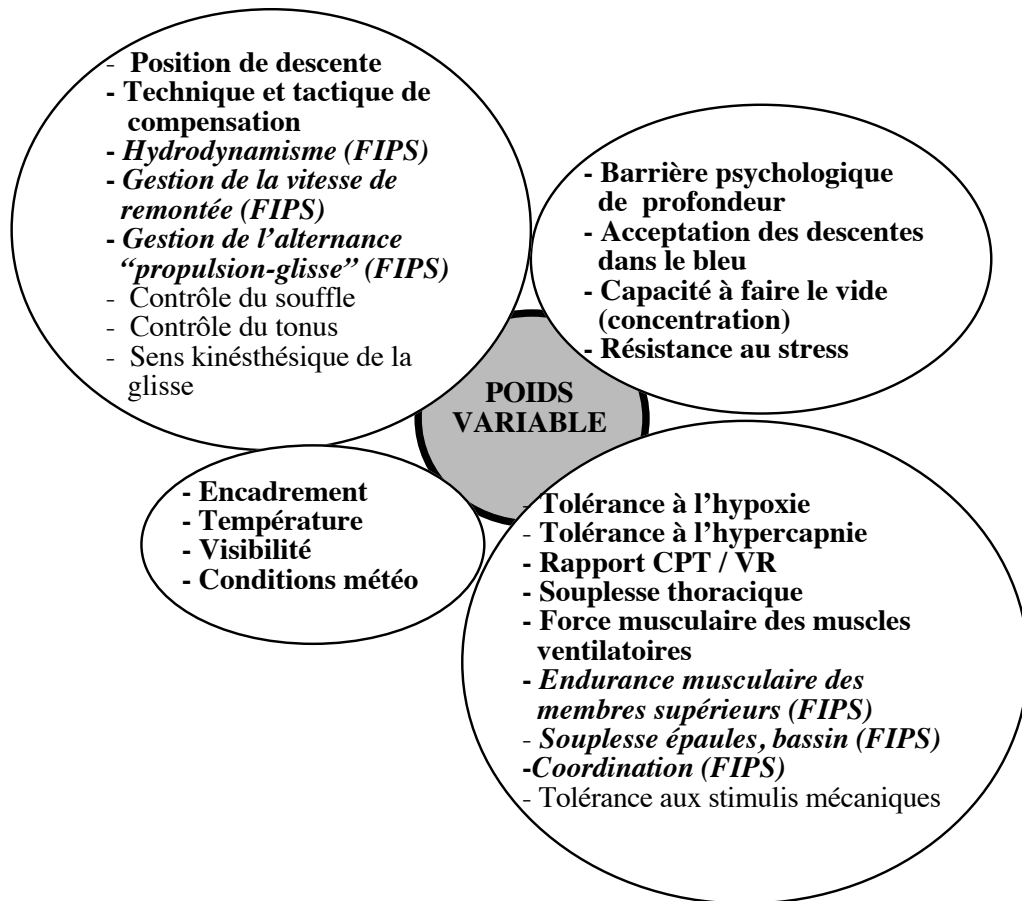 - Position de descente
- Technique et tactique de
compensation
- Hydrodynamisme (FIPS)
- Gestion de la vitesse de
remontée (FIPS)
- Gestion de l’alternance
“propulsion-glisse” (FIPS)
- Contrôle du souffle
- Contrôle du tonus
- Sens kinésthésique de la
glisse
- Barrière psychologique
de profondeur
- Acceptation des descentes
dans le bleu
- Capacité à faire le vide
(concentration)
- Résistance au stress
POIDS
VARIABLE
- Encadrement
- Température
- Visibilité
- Conditions météo
- Tolérance à l’hypoxie
- Tolérance à l’hypercapnie
- Rapport CPT / VR
- Souplesse thoracique
- Force musculaire des muscles
ventilatoires
- Endurance musculaire des
membres supérieurs (FIPS)
- Souplesse épaules, bassin (FIPS)
-Coordination (FIPS)
- Tolérance aux stimulis mécaniques